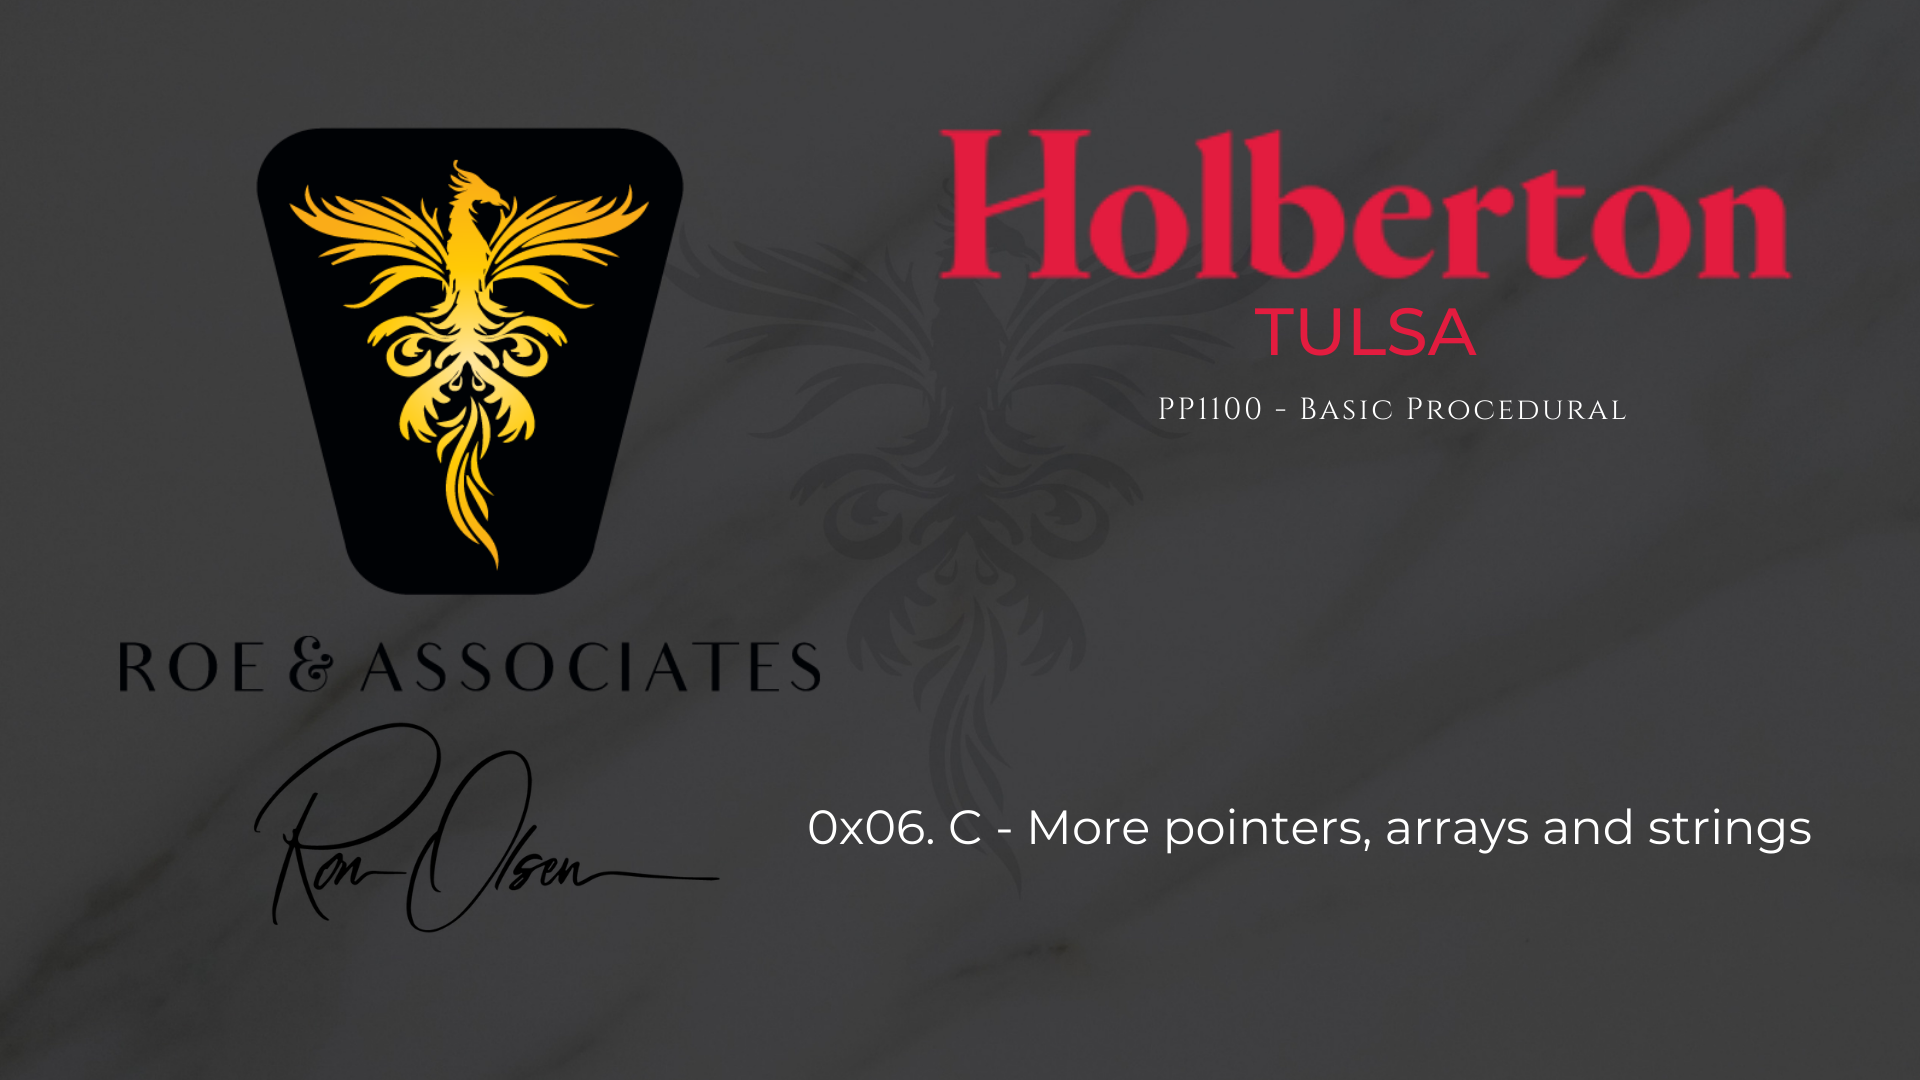 Holberton
TULSA
PP1100 - Basic Procedural
ROE & ASSOCIATES
Ron Olsen
0x06. C - More pointers, arrays and strings